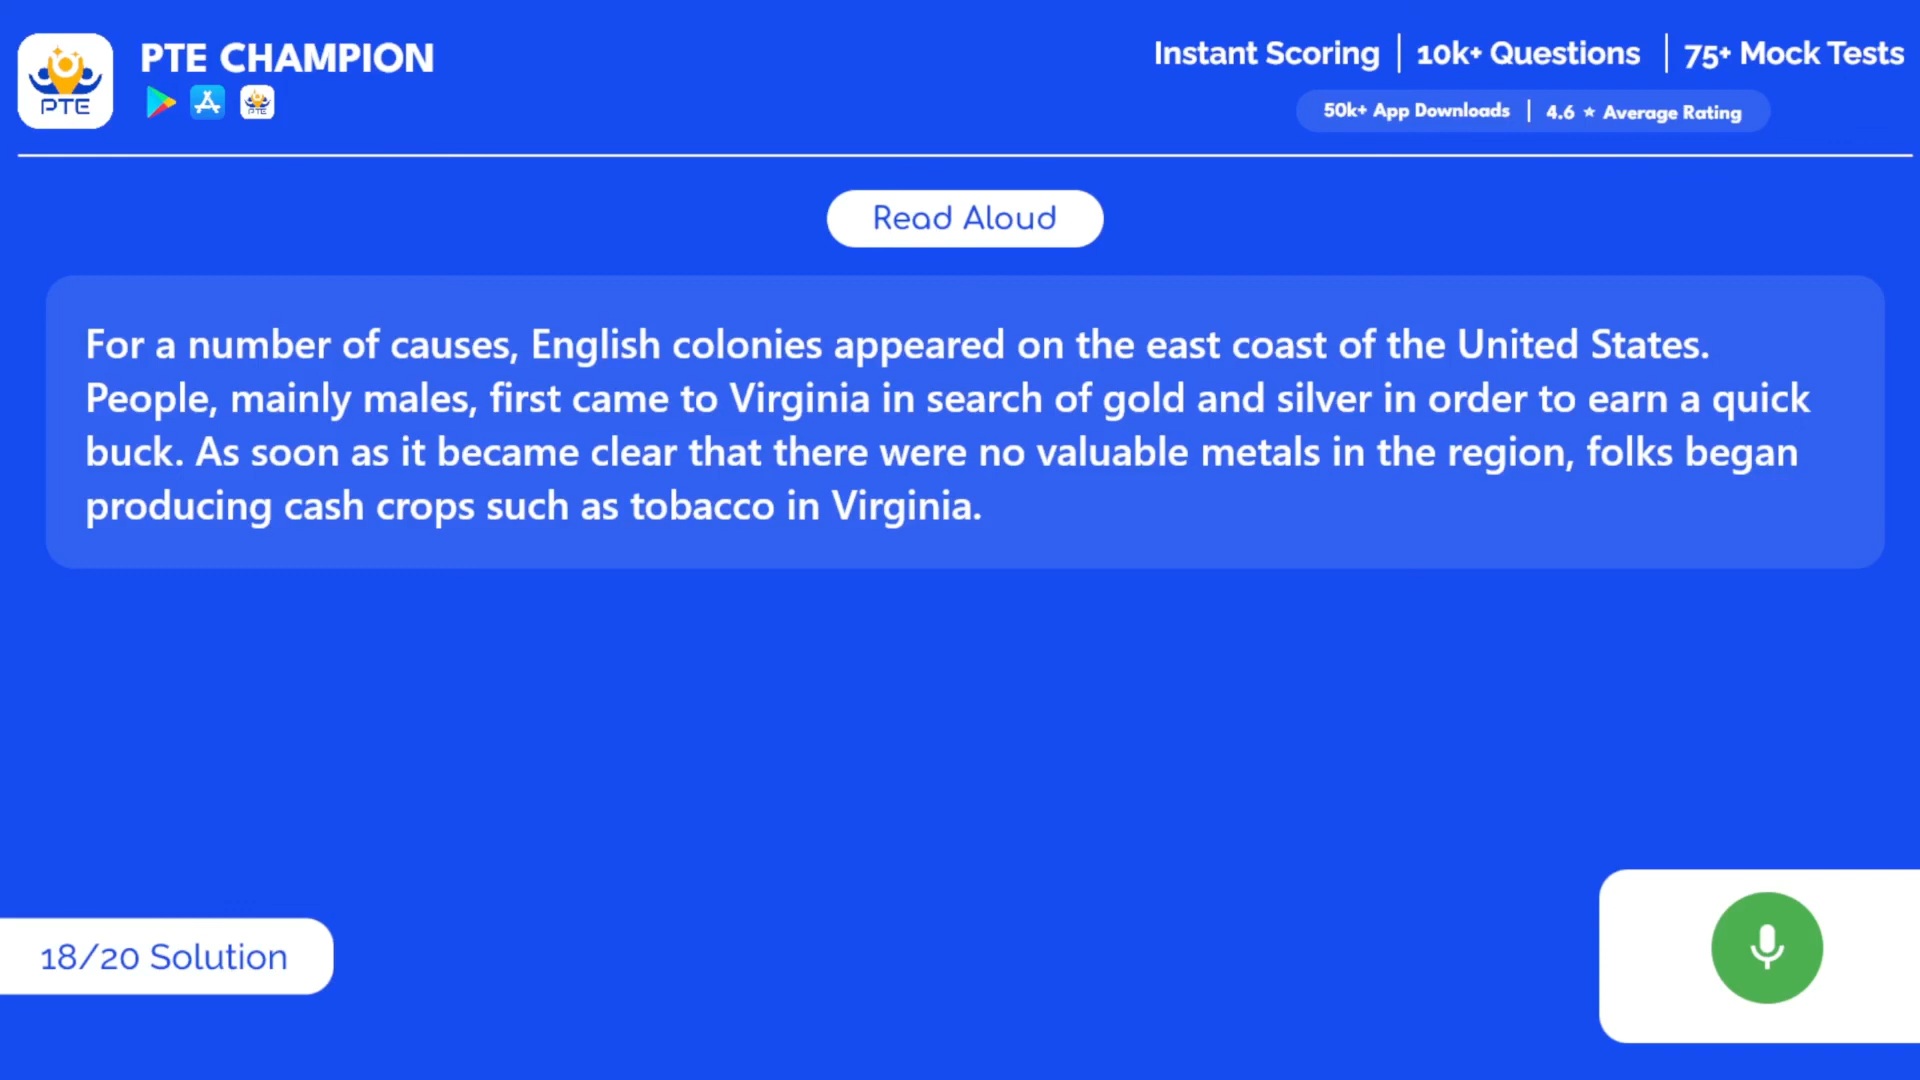 PTE CHAMPION
Instant Scoring | 10k+ Questions | 75+ Mock Tests
50k+ App Downloads | 4.6 ★ Average Rating
PTE
PTE
Read Aloud
For a number of causes, English colonies appeared on the east coast of the United States.
People, mainly males, first came to Virginia in search of gold and silver in order to earn a quick
buck. As soon as it became clear that there were no valuable metals in the region, folks began
producing cash crops such as tobacco in Virginia.
18/20 Solution